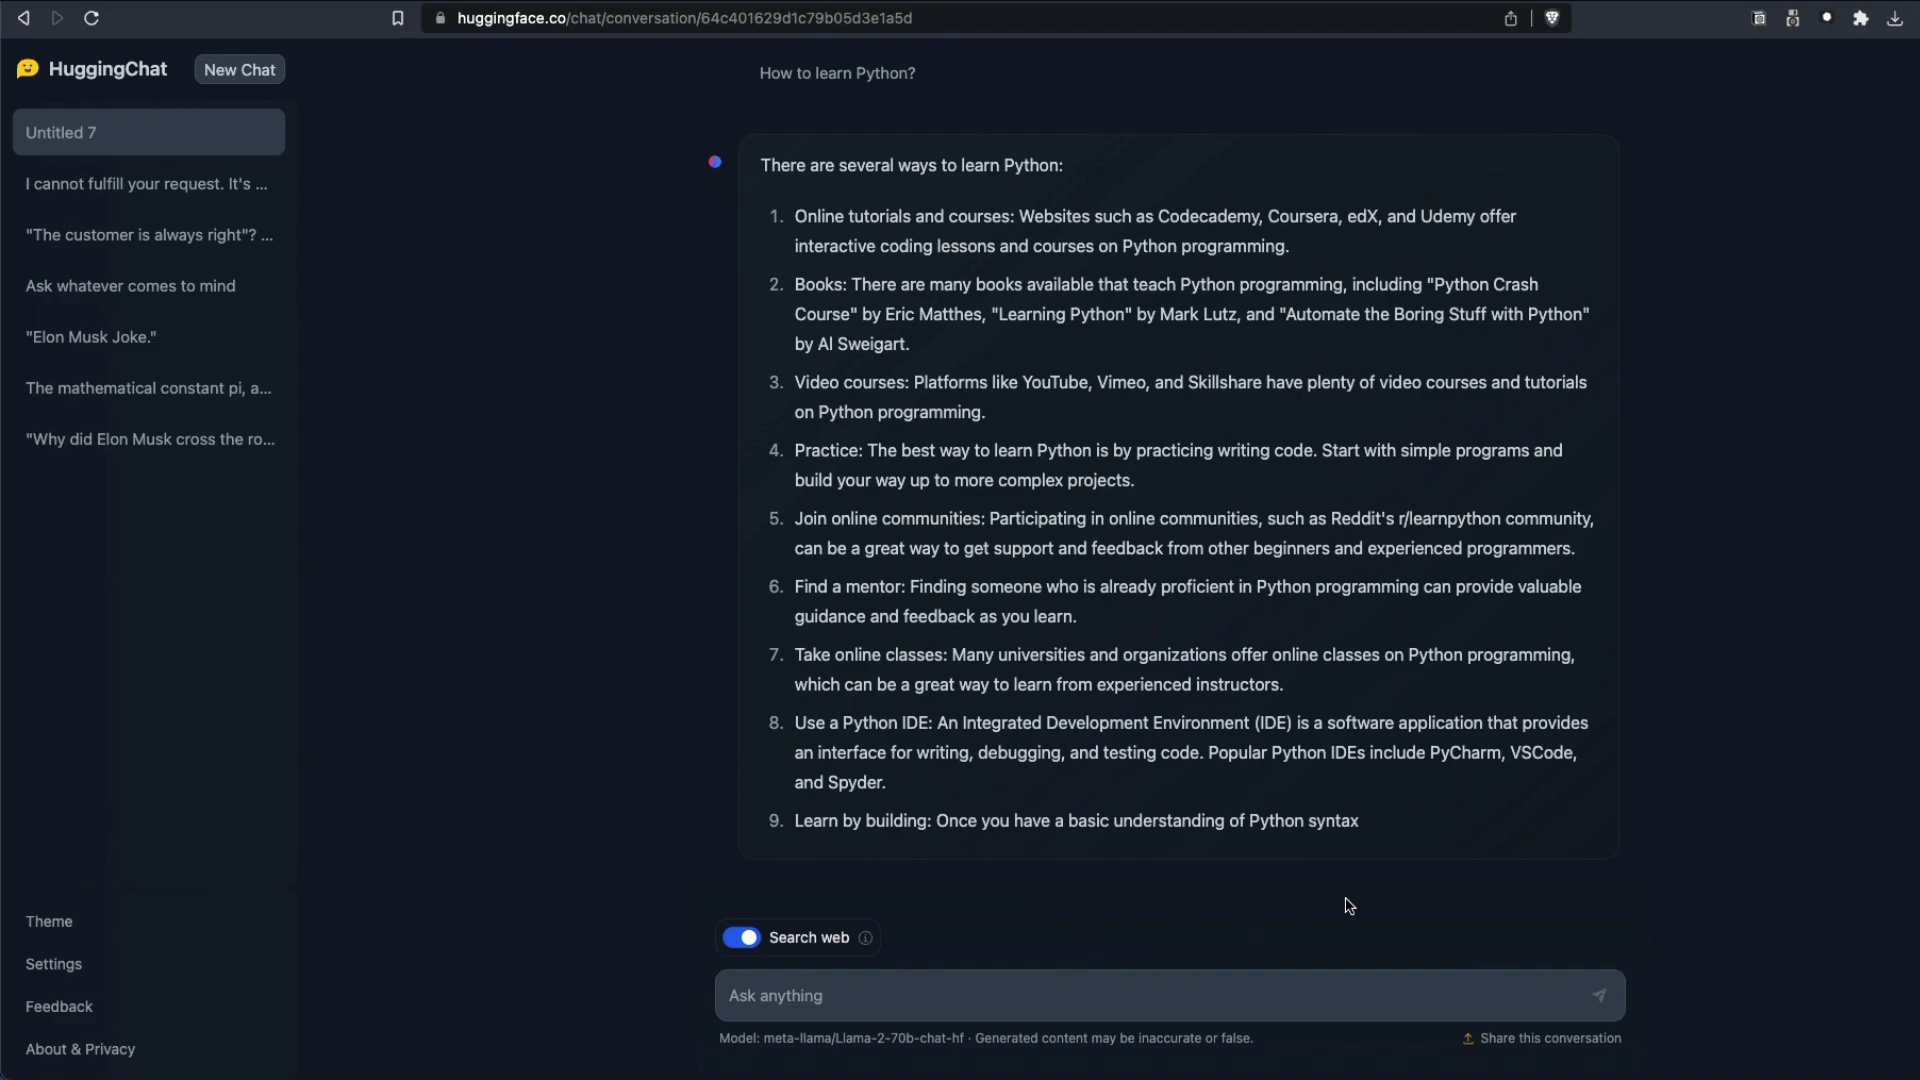 huggingface.co/chat/conversation/64c401629d1c79b05d3e1a5d
HuggingChat
New Chat
Untitled 7
I cannot fulfill your request. It's ...
"The customer is always right"? ...
Ask whatever comes to mind
"Elon Musk Joke."
The mathematical constant pi, a...
"Why did Elon Musk cross the ro...
Theme
Settings
Feedback
About & Privacy
How to learn Python?
There are several ways to learn Python:
1. Online tutorials and courses: Websites such as Codecademy, Coursera, edX, and Udemy offer
interactive coding lessons and courses on Python programming.
2. Books: There are many books available that teach Python programming, including "Python Crash
Course" by Eric Matthes, "Learning Python" by Mark Lutz, and "Automate the Boring Stuff with Python"
by Al Sweigart.
3. Video courses: Platforms like YouTube, Vimeo, and Skillshare have plenty of video courses and tutorials
on Python programming.
4. Practice: The best way to learn Python is by practicing writing code. Start with simple programs and
build your way up to more complex projects.
5. Join online communities: Participating in online communities, such as Reddit's r/learnpython community,
can be a great way to get support and feedback from other beginners and experienced programmers.
6. Find a mentor: Finding someone who is already proficient in Python programming can provide valuable
guidance and feedback as you learn.
7. Take online classes: Many universities and organizations offer online classes on Python programming,
which can be a great way to learn from experienced instructors.
8. Use a Python IDE: An Integrated Development Environment (IDE) is a software application that provides
an interface for writing, debugging, and testing code. Popular Python IDEs include PyCharm, VSCode,
and Spyder.
9. Learn by building: Once you have a basic understanding of Python syntax
Search web
Ask anything
Model: meta-llama/Llama-2-70b-chat-hf · Generated content may be inaccurate or false.
Share this conversation